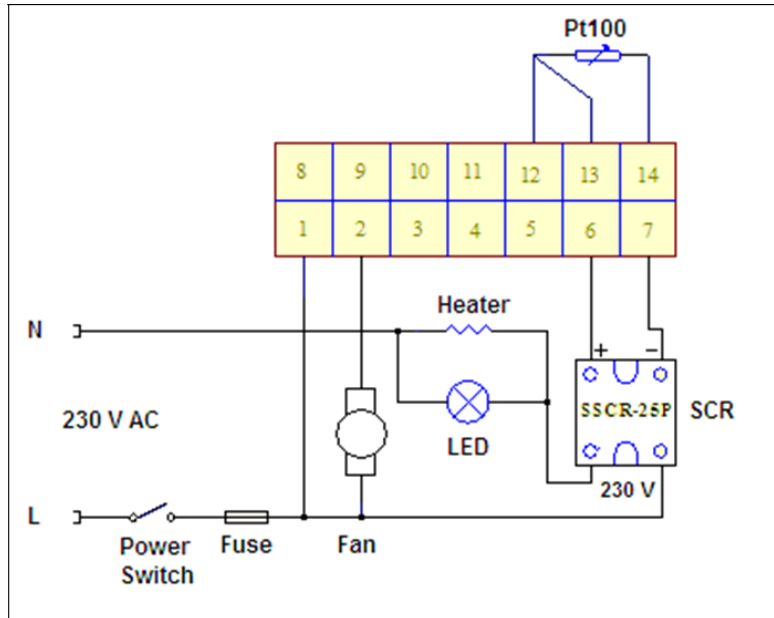 Pt100
8 9 10 11 12 13 14
1 2 3 4 5 6 7
Heater
N
+ −
SSCR-25P
SCR
230 V AC
LED
230 V
L
Power
Switch
Fuse
Fan